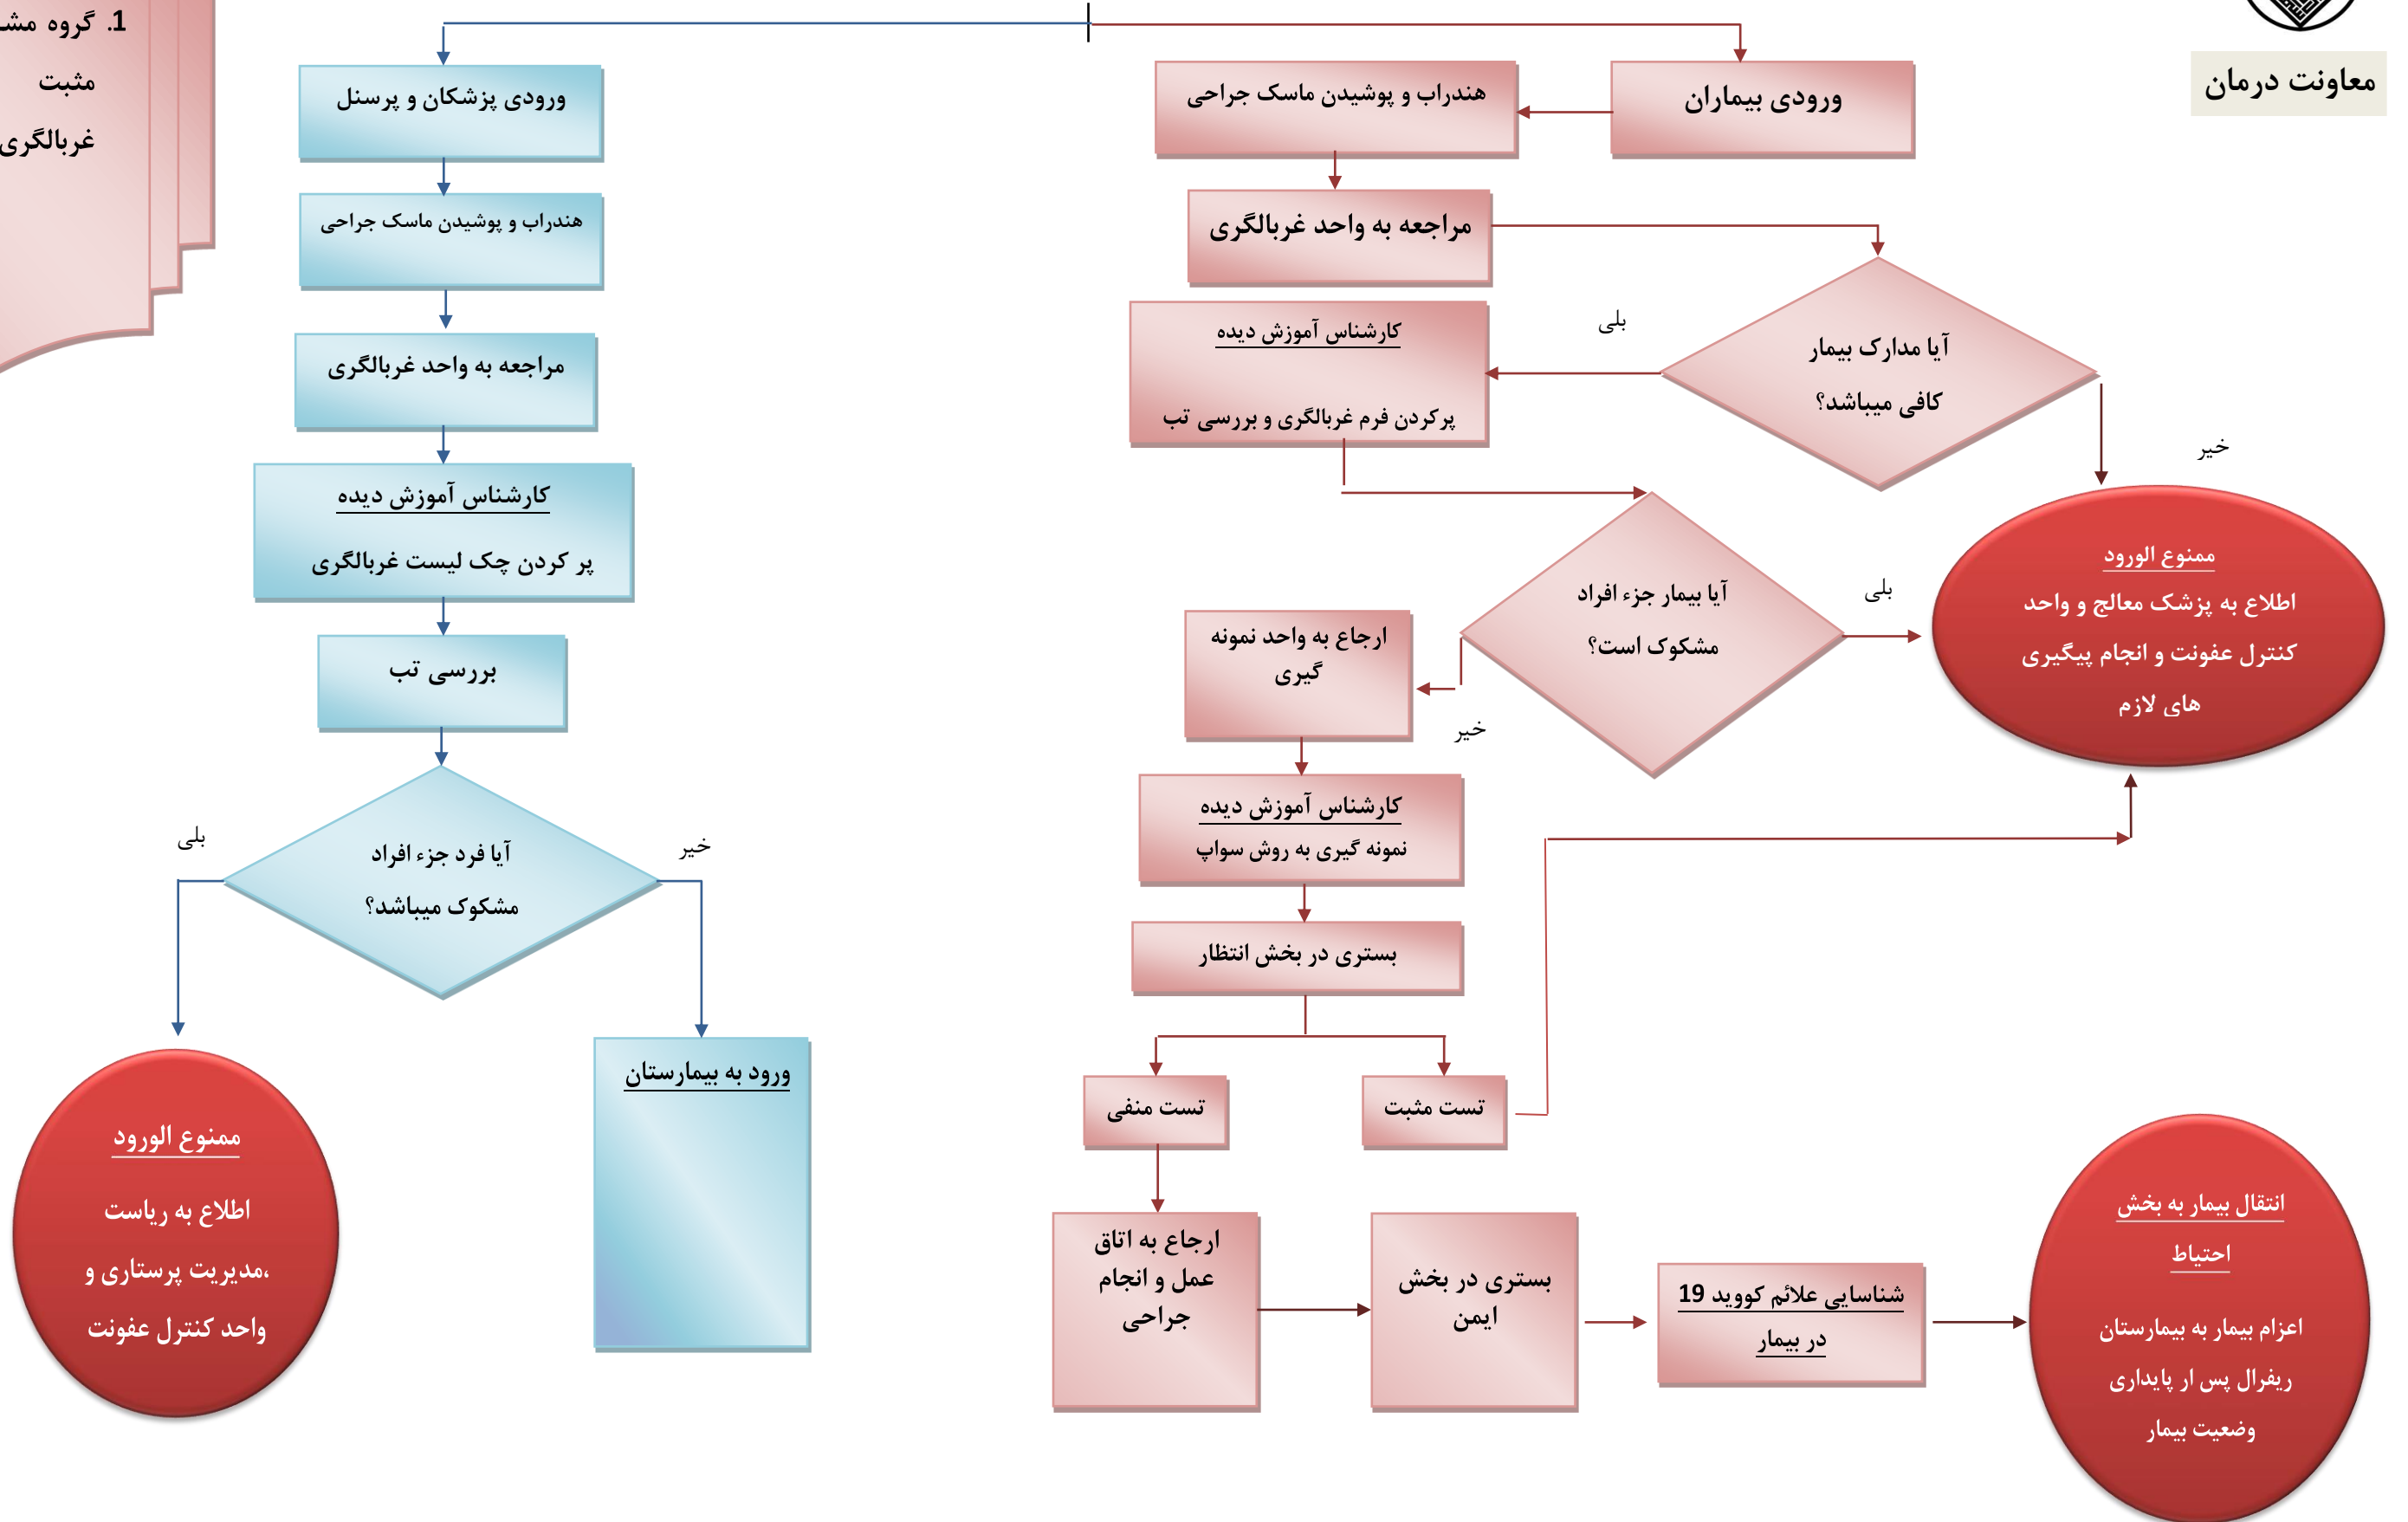 معاونت درمان
1. گروه
مثبت
غربالگری
ورودی بیماران
هندراب و پوشیدن ماسک جراحی
مراجعه به واحد غربالگری
آیا مدارک بیمار
کافی میباشد؟
بلی
خیر
کارشناس آموزش دیده
پرکردن فرم غربالگری و بررسی تب
آیا بیمار جزء افراد
مشکوک است؟
بلی
خیر
ممنوع الورود
اطلاع به پزشک معالج و واحد
کنترل عفونت و انجام پیگیری
های لازم
ارجاع به واحد نمونه
گیری
کارشناس آموزش دیده
نمونه گیری به روش سواپ
بستری در بخش انتظار
تست مثبت
تست منفی
ارجاع به اتاق
عمل و انجام
جراحی
بستری در بخش
ایمن
شناسایی علائم کووید 19
در بیمار
انتقال بیمار به بخش
احتیاط
اعزام بیمار به بیمارستان
ریفرال پس ار پایداری
وضعیت بیمار
ورودی پزشکان و پرسنل
هندراب و پوشیدن ماسک جراحی
مراجعه به واحد غربالگری
کارشناس آموزش دیده
پر کردن چک لیست غربالگری
بررسی تب
آیا فرد جزء افراد
مشکوک میباشد؟
خیر
بلی
ورود به بیمارستان
ممنوع الورود
اطلاع به ریاست
،مدیریت پرستاری و
واحد کنترل عفونت